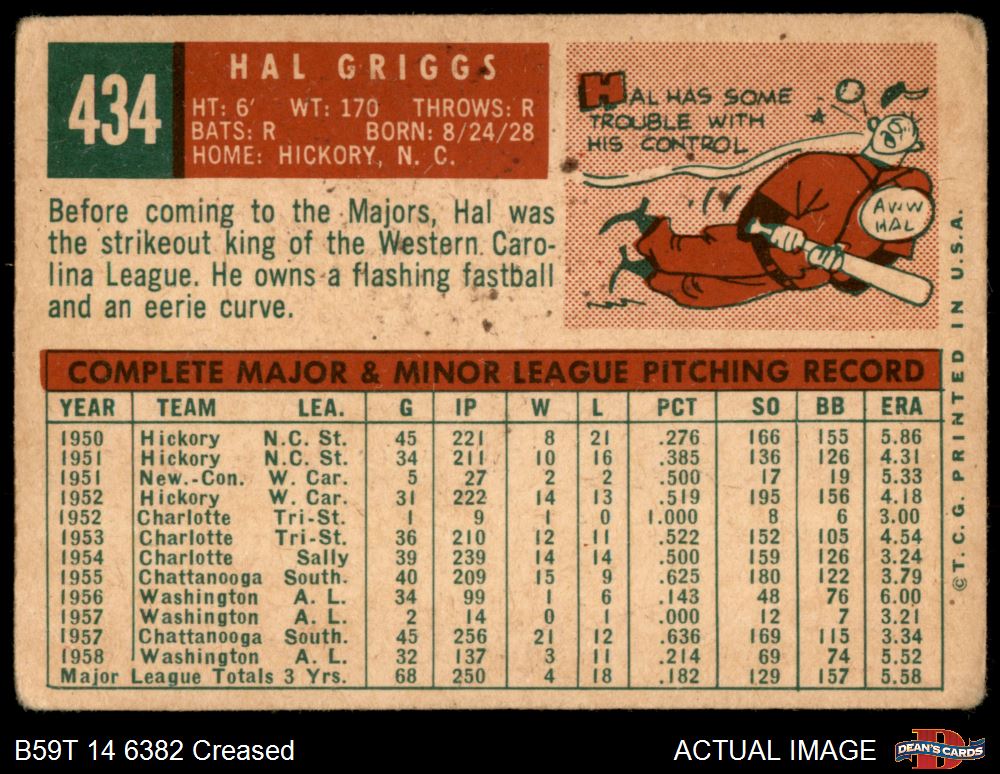 434
HAL GRIGGS
HT: 6' WT: 170 THROWS: R
BATS: R BORN: 8/24/28
HOME: HICKORY, N. C.
HAL HAS SOME
TROUBLE WITH
HIS CONTROL
AWW
HAL
Before coming to the Majors, Hal was
the strikeout king of the Western Caro-
lina League. He owns a flashing fastball
and an eerie curve.
COMPLETE MAJOR & MINOR LEAGUE PITCHING RECORD
YEAR TEAM LEA. G IP W L PCT SO BB ERA
1950 Hickory N.C. St. 45 221 8 21 .276 166 155 5.86
1951 Hickory N.C. St. 34 211 10 16 .385 136 126 4.31
1951 New.-Con. W. Car. 5 27 2 2 .500 17 19 5.33
1952 Hickory W. Car. 31 222 14 13 .519 195 156 4.18
1952 Charlotte Tri-St. 1 9 1 0 1.000 8 6 3.00
1953 Charlotte Tri-St. 36 210 12 11 .522 152 105 4.54
1954 Charlotte Sally 39 239 14 14 .500 159 126 3.24
1955 Chattanooga South. 40 209 15 9 .625 180 122 3.79
1956 Washington A. L. 34 99 1 6 .143 48 76 6.00
1957 Washington A. L. 2 14 0 1 .000 12 7 3.21
1957 Chattanooga South. 45 256 21 12 .636 169 115 3.34
1958 Washington A. L. 32 137 3 11 .214 69 74 5.52
Major League Totals 3 Yrs. 68 250 4 18 .182 129 157 5.58
©T. C. G. PRINTED IN U.S.A.
B59T 14 6382 Creased
ACTUAL IMAGE
DEAN'S CARDS